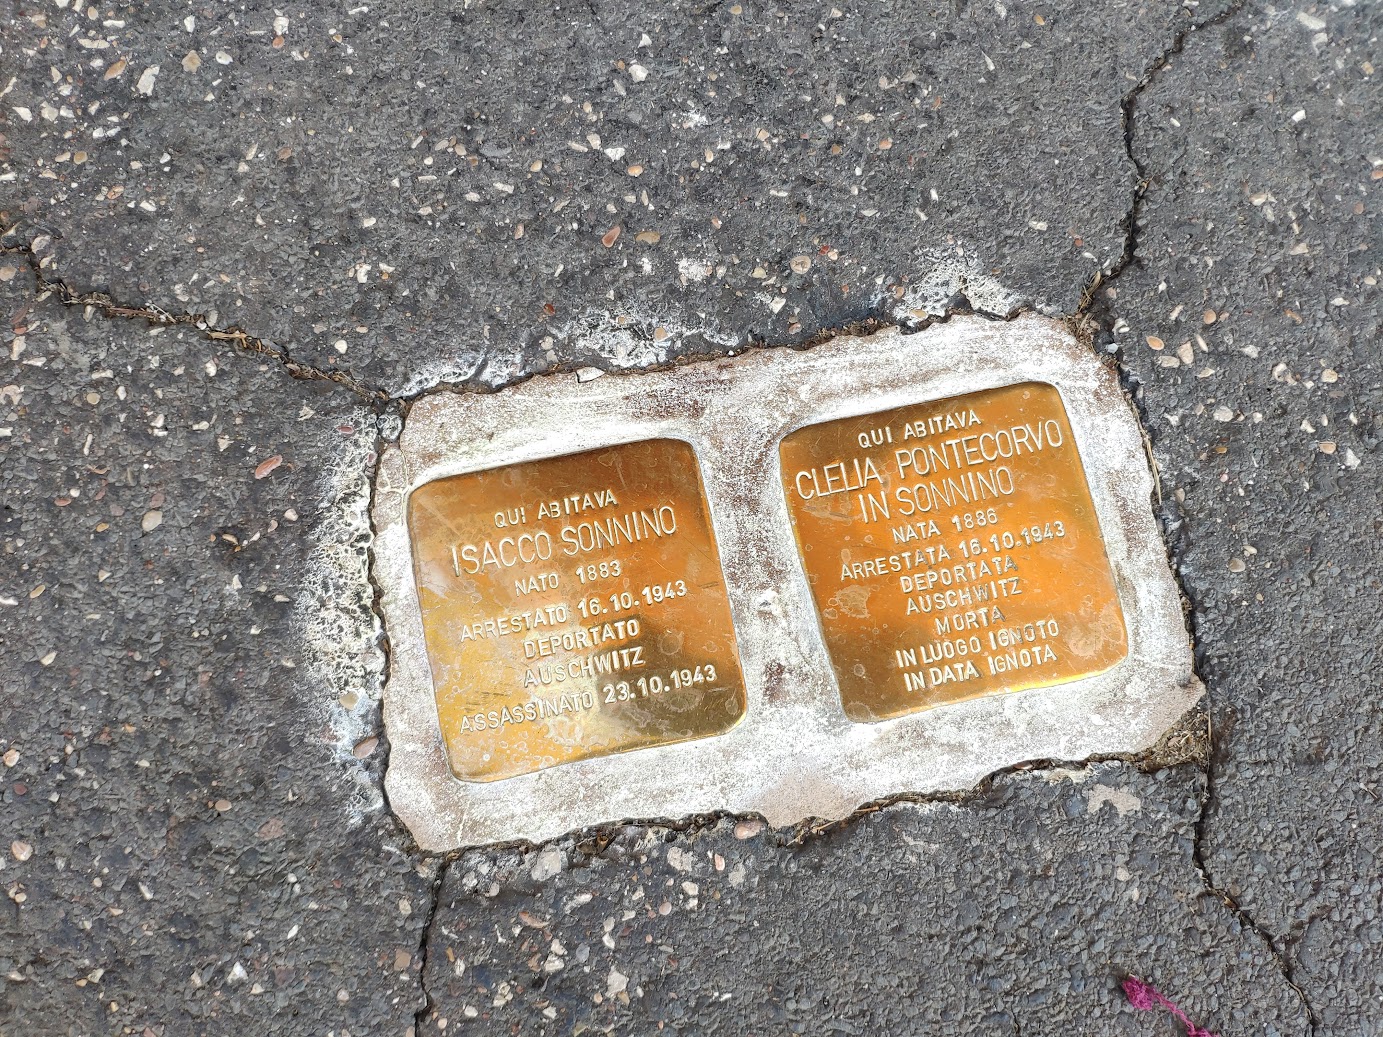 QUI ABITAVA
ISACCO SONNINO
NATO 1883
ARRESTATO 16.10.1943
DEPORTATO
AUSCHWITZ
ASSASSINATO 23.10.1943
QUI ABITAVA
CLELIA PONTECORVO
IN SONNINO
NATA 1886
ARRESTATA 16.10.1943
DEPORTATA
AUSCHWITZ
MORTA
IN LUOGO IGNOTO
IN DATA IGNOTA